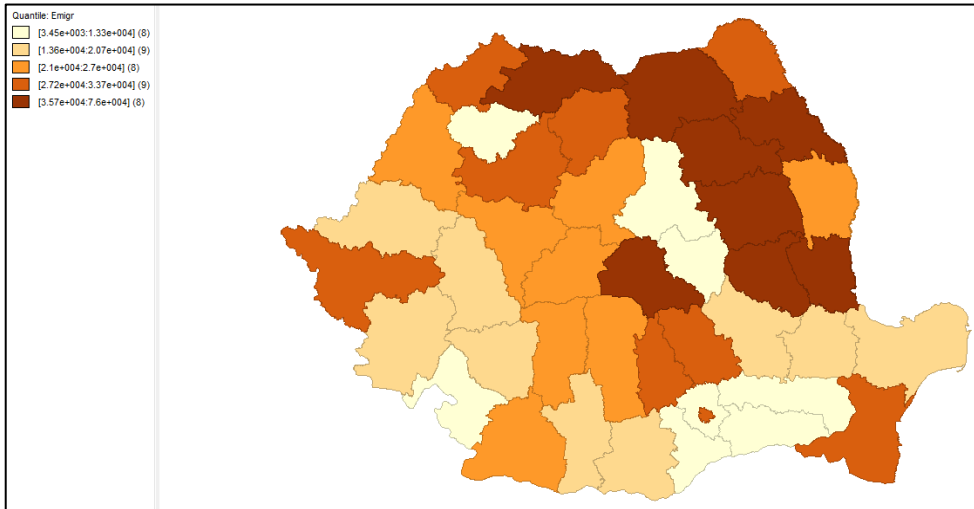 Quantile: Emigr
[3.45e+003:1.33e+004] (8)
[1.36e+004:2.07e+004] (9)
[2.1e+004:2.7e+004] (8)
[2.72e+004:3.37e+004] (9)
[3.57e+004:7.6e+004] (8)